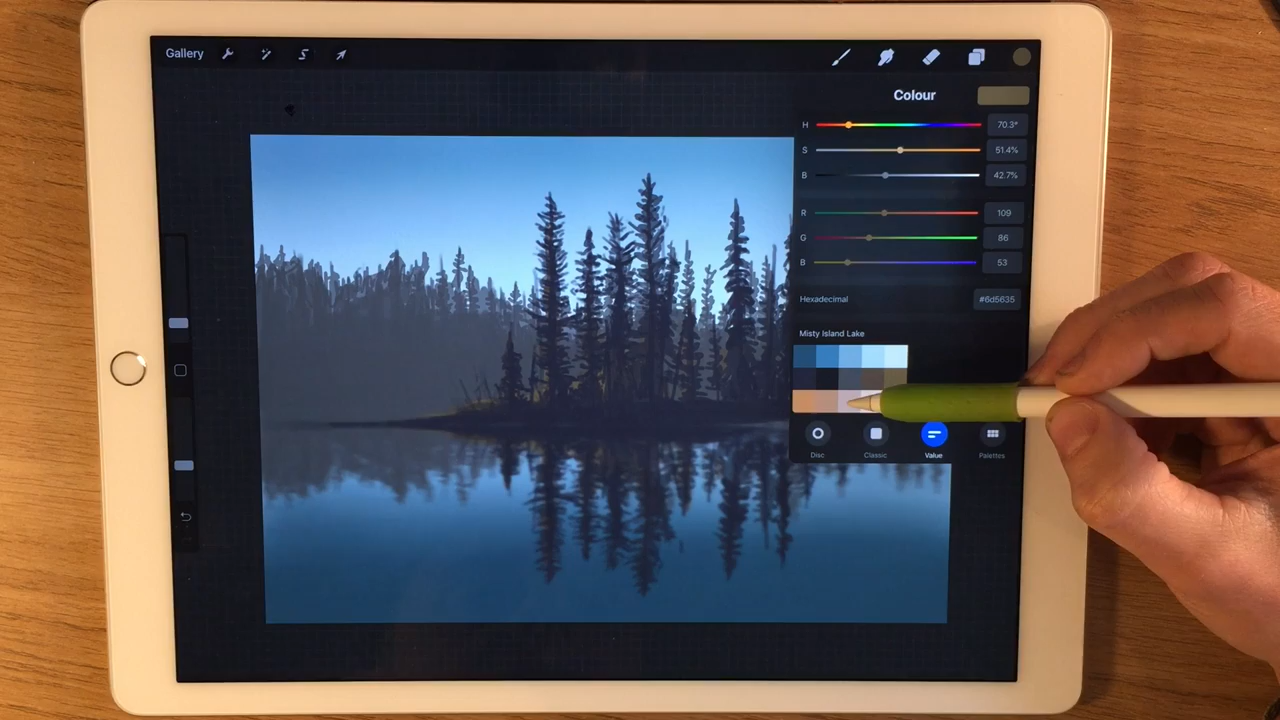 Gallery
Colour
H 70.3°
S 51.4%
B 42.7%
R 109
G 86
B 53
Hexadecimal #6d5635
Misty Island Lake
Disc Classic Value Palettes